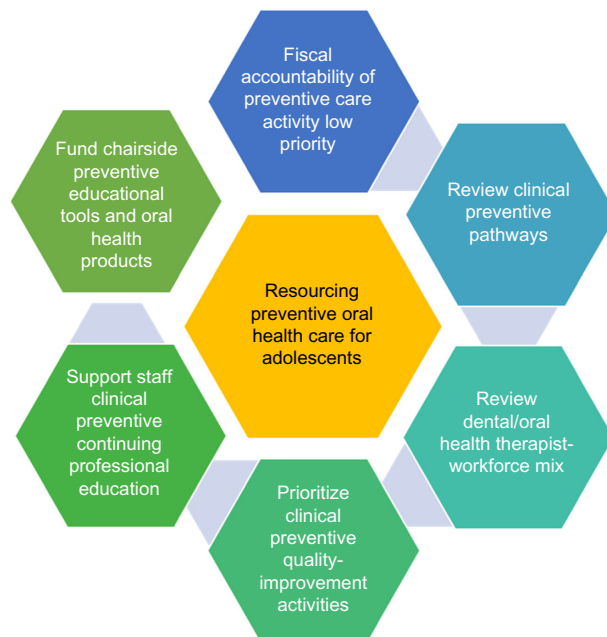 Fiscal
accountability of
preventive care
activity low
priority
Review clinical
preventive
pathways
Review
dental/oral
health therapist-
workforce mix
Prioritize
clinical
preventive
quality-
improvement
activities
Support staff
clinical
preventive
continuing
professional
education
Fund chairside
preventive
educational
tools and oral
health
products
Resourcing
preventive oral
health care for
adolescents